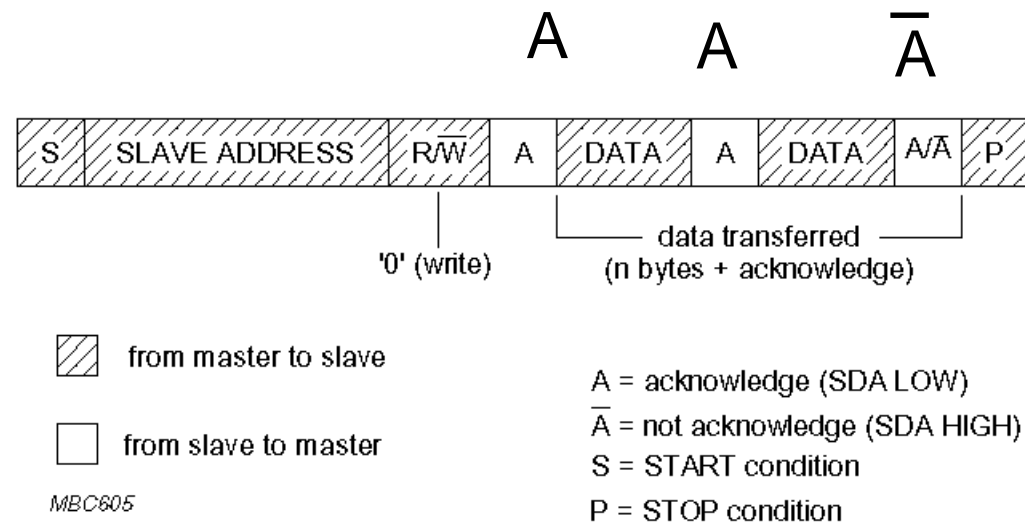 A A A̅
S SLAVE ADDRESS R/W̅ A DATA A DATA A/A̅ P
'0' (write)
data transferred
(n bytes + acknowledge)
from master to slave
from slave to master
MBC605
A = acknowledge (SDA LOW)
A̅ = not acknowledge (SDA HIGH)
S = START condition
P = STOP condition